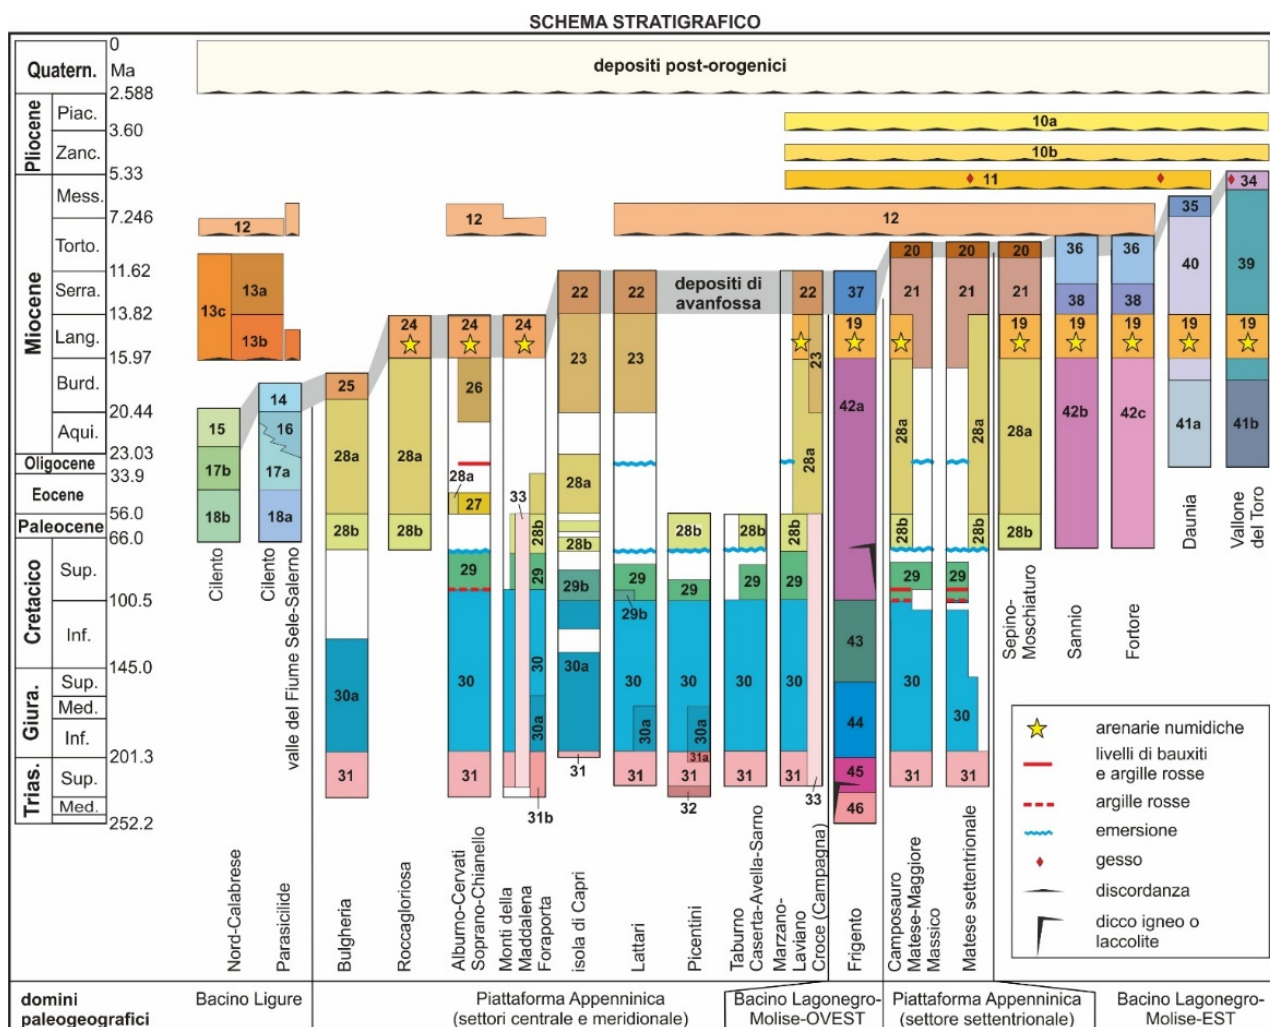 SCHEMA STRATIGRAFICO
0
Quatern.
Ma
depositi post-orogenici
2.588
Pliocene
Piac.
10a
3.60
Zanc.
10b
5.33
Miocene
Mess.
11
34
7.246
12
12
12
35
Torto.
20
20
20
36
36
40
39
11.62
depositi di
avanfossa
Serra.
13c
13a
22
22
22
37
21
21
21
38
38
13.82
Lang.
13b
24
24
24
23
23
23
19
19
19
19
19
19
15.97
Burd.
14
25
26
42a
42b
42c
20.44
Aqui.
15
16
28a
28a
28a
28a
28a
28a
41a
41b
23.03
Oligocene
17b
17a
28a
33.9
Eocene
28a
27
33
56.0
Paleocene
18b
18a
28b
28b
28b
28b
28b
28b
28b
28b
28b
66.0
Cretacico
Sup.
29
29
29b
29
29b
29
29
29
29
29
100.5
Inf.
43
145.0
Giura.
Sup.
Med.
Inf.
30a
30
30
30a
30a
30
30a
30
30a
30
30
30
30
44
201.3
Trias.
Sup.
31
31
31
31
31a
31
31
31
45
31
31
Med.
31b
32
33
46
252.2
Cilento
Nord-Calabrese
Cilento
Parasicilide
valle del Fiume Sele-Salerno
Bulgheria
Roccagloriosa
Alburno-Cervati
Soprano-Chianello
Monti della
Maddalena
Foraporta
isola di Capri
Lattari
Picentini
Taburno
Caserta-Avella-Sarno
Marzano-
Laviano
Croce (Campagna)
Frigento
Camposauro
Matese-Maggiore
Massico
Matese settentrionale
Sepino-
Moschiaturo
Sannio
Fortore
Daunia
Vallone
del Toro
arenarie numidiche
livelli di bauxiti
e argille rosse
argille rosse
emersione
gesso
discordanza
dicco igneo o
laccolite
domini
paleogeografici
Bacino Ligure
Piattaforma Appenninica
(settori centrale e meridionale)
Bacino Lagonegro-
Molise-OVEST
Piattaforma Appenninica
(settore settentrionale)
Bacino Lagonegro-
Molise-EST